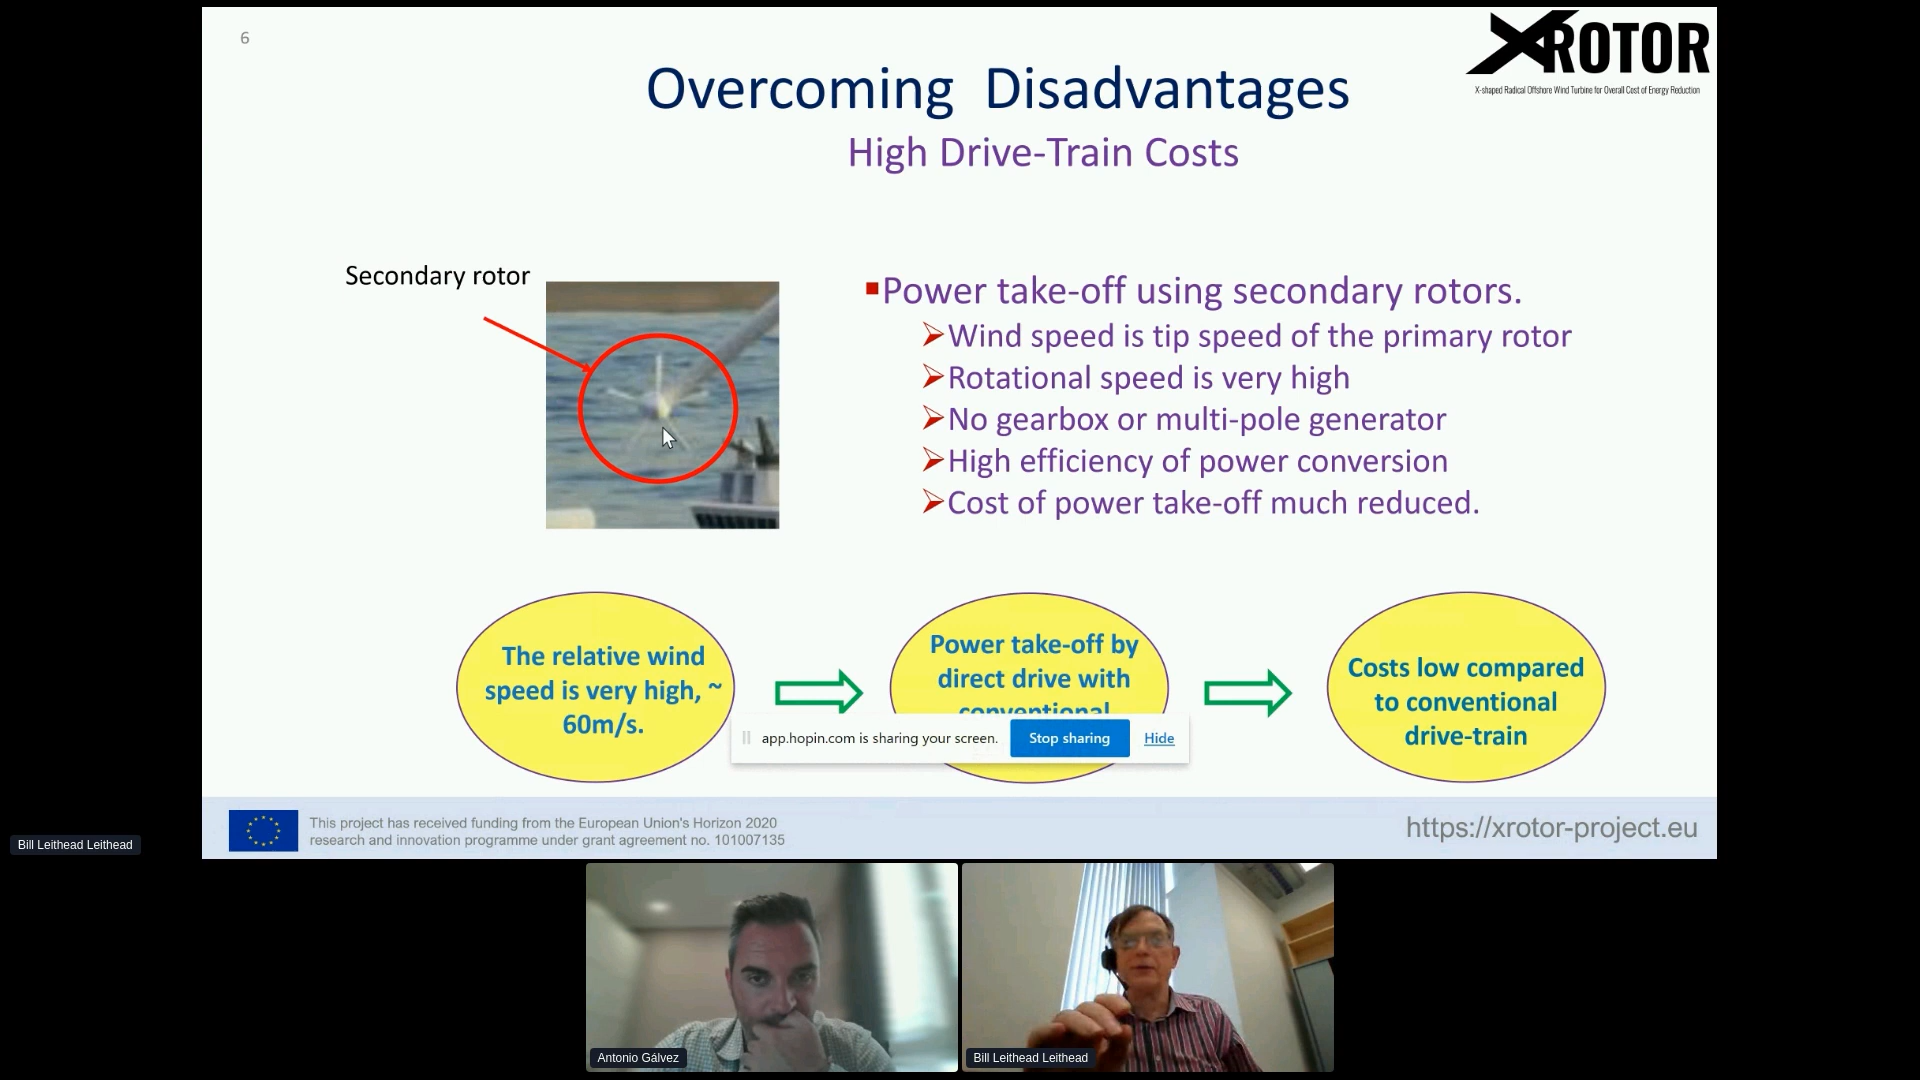 6
XROTOR
X-shaped Radical Offshore Wind Turbine for Overall Cost of Energy Reduction
Overcoming Disadvantages
High Drive-Train Costs
Secondary rotor
Power take-off using secondary rotors.
Wind speed is tip speed of the primary rotor
Rotational speed is very high
No gearbox or multi-pole generator
High efficiency of power conversion
Cost of power take-off much reduced.
The relative wind
speed is very high, ~
60m/s.
Power take-off by
direct drive with
conventional
Costs low compared
to conventional
drive-train
app.hopin.com is sharing your screen.
Stop sharing
Hide
This project has received funding from the European Union's Horizon 2020
research and innovation programme under grant agreement no. 101007135
https://xrotor-project.eu
Bill Leithead Leithead
Antonio Gálvez
Bill Leithead Leithead